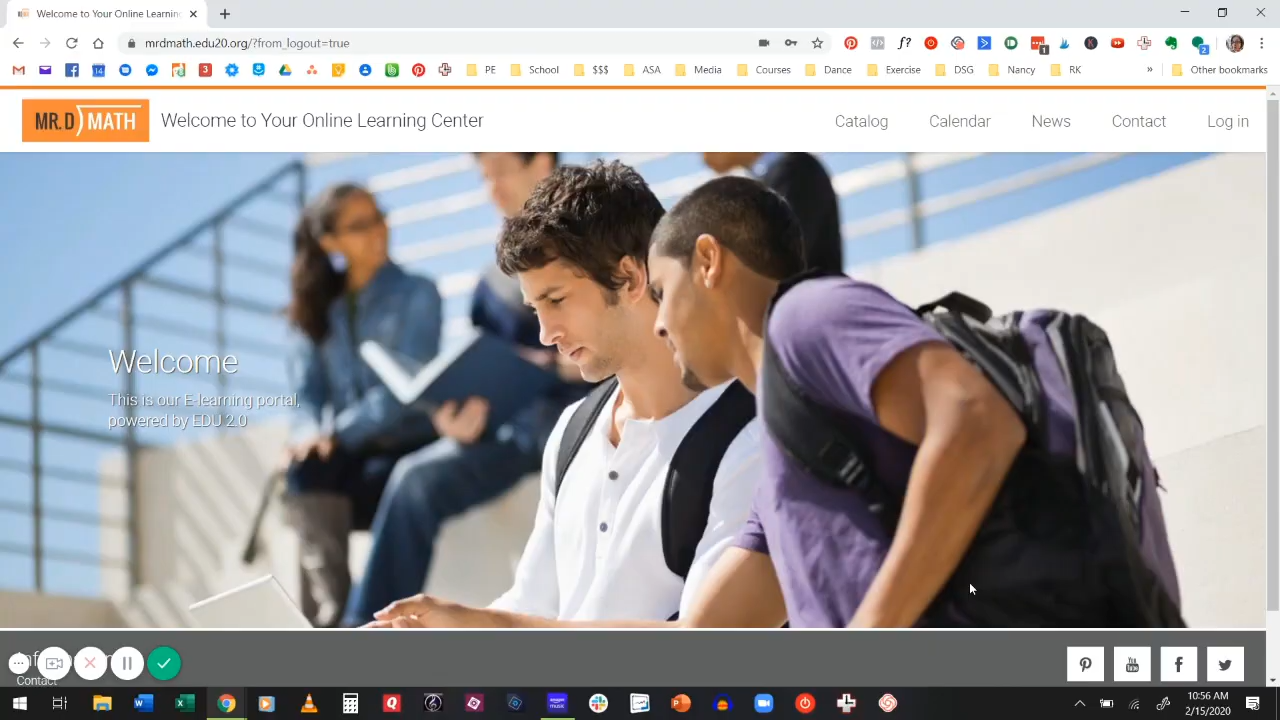 Welcome to Your Online Learning
mrdmath.edu20.org/?from_logout=true
PE
School
$$$
ASA
Media
Courses
Dance
Exercise
DSG
Nancy
RK
»
Other bookmarks
MR. D MATH
Welcome to Your Online Learning Center
Catalog
Calendar
News
Contact
Log in
Welcome
This is our E-learning portal,
powered by EDU 2.0
Contact
10:56 AM
2/15/2020